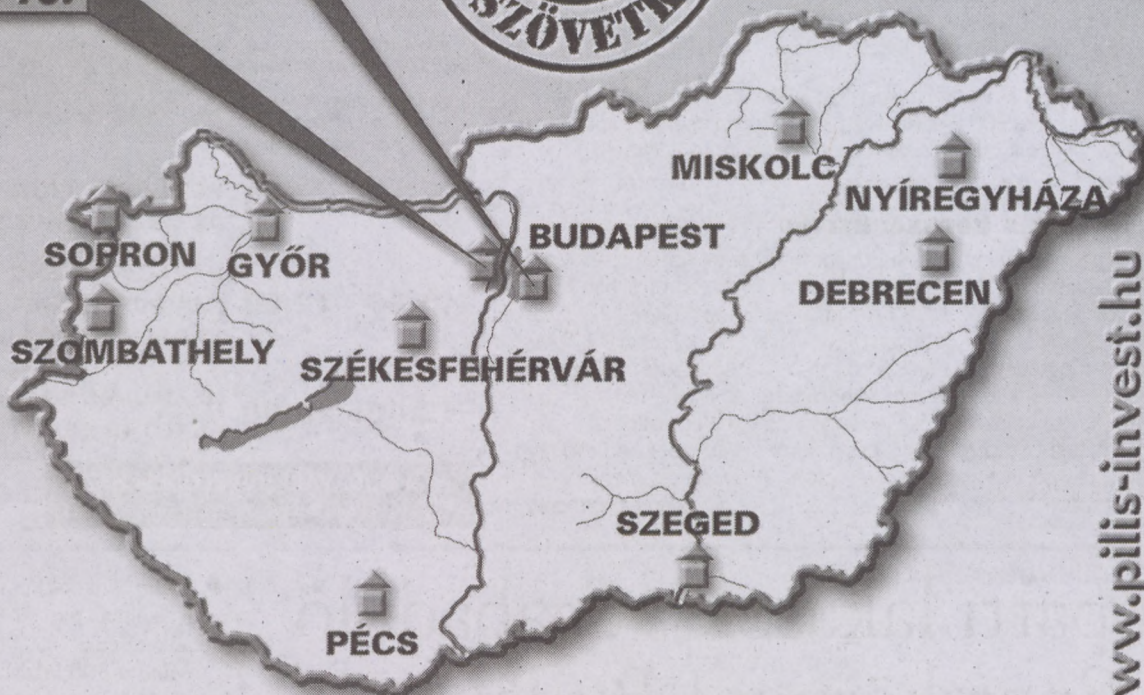 SZÖVETK
MISKOLC
NYÍREGYHÁZA
BUDAPEST
SOPRON
GYŐR
DEBRECEN
SZOMBATHELY
SZÉKESFEHÉRVÁR
SZEGED
PÉCS
www.pilis-invest.hu